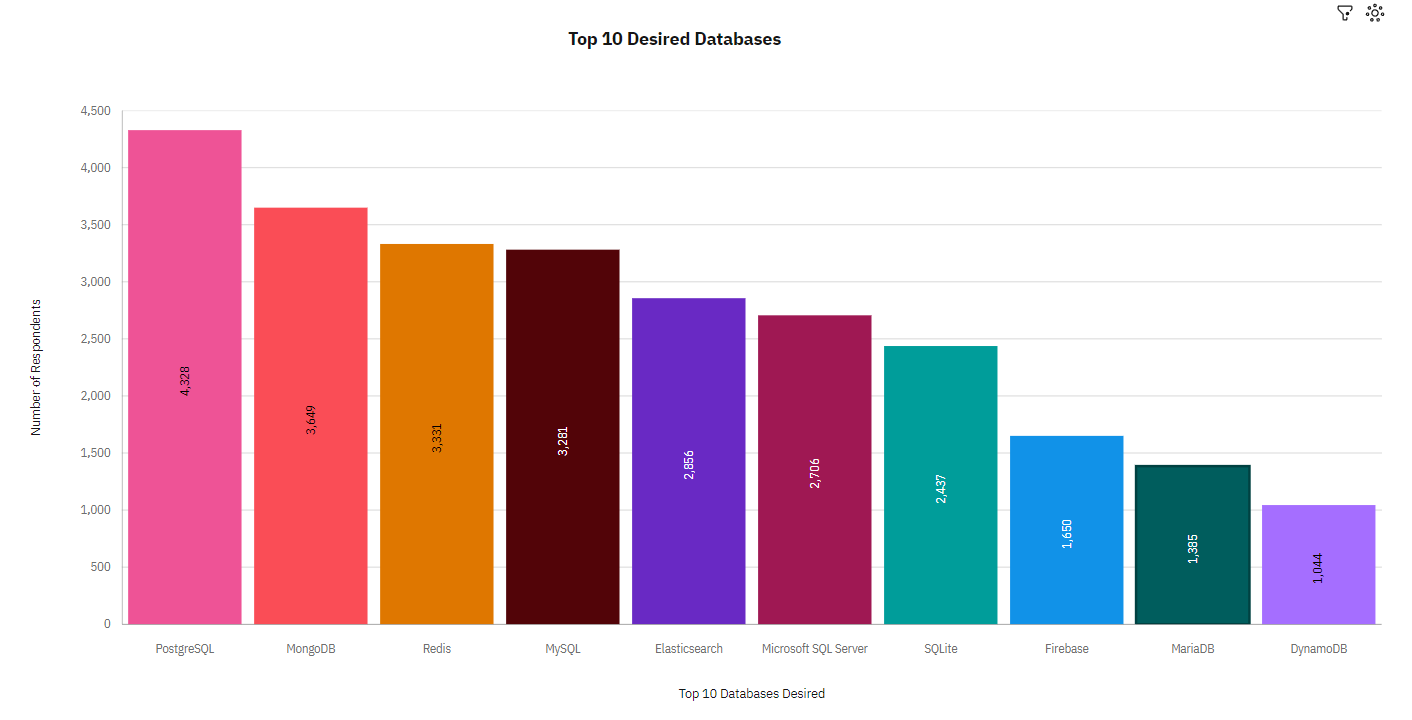 Top 10 Desired Databases
Number of Respondents
4,500
4,000
3,500
3,000
2,500
2,000
1,500
1,000
500
0
4,328
3,649
3,331
3,281
2,856
2,706
2,437
1,650
1,385
1,044
PostgreSQL
MongoDB
Redis
MySQL
Elasticsearch
Microsoft SQL Server
SQLite
Firebase
MariaDB
DynamoDB
Top 10 Databases Desired